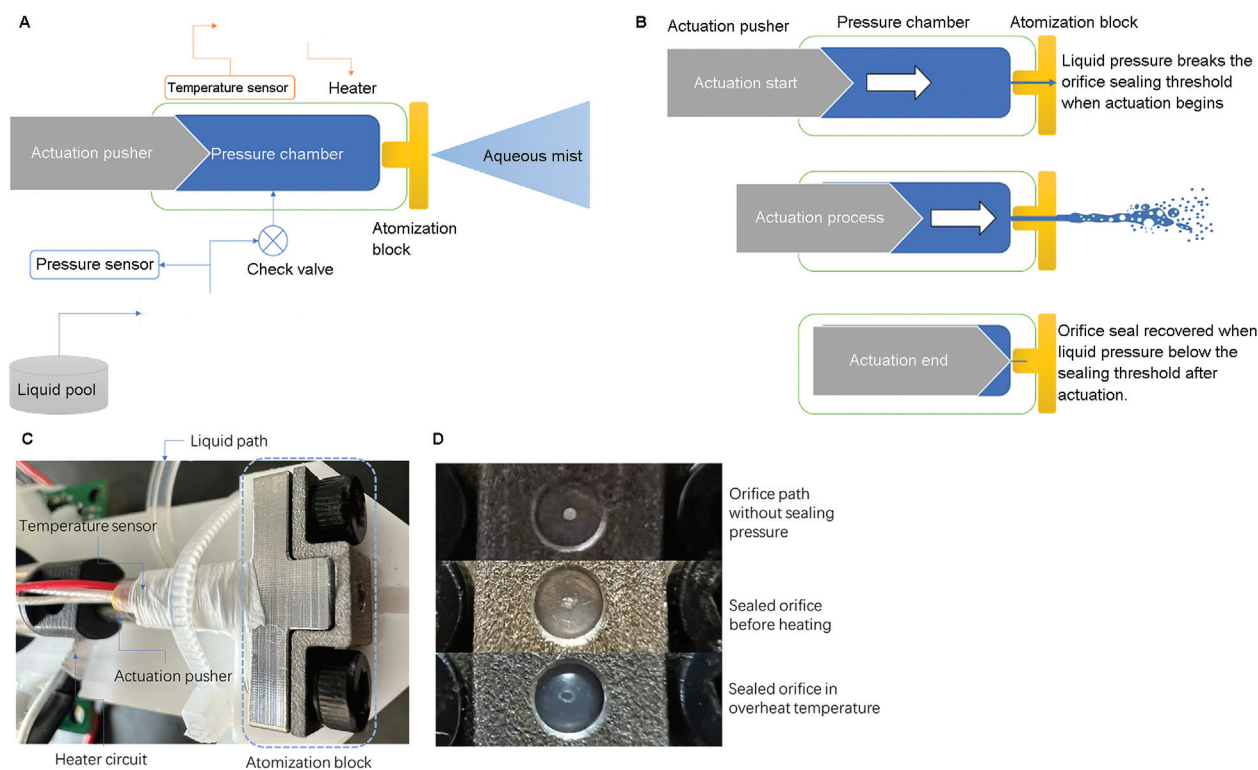 A
Temperature sensor
Heater
Actuation pusher
Pressure chamber
Aqueous mist
Atomization
block
Pressure sensor
Check valve
Liquid pool
B
Actuation pusher
Pressure chamber
Atomization block
Actuation start
Liquid pressure breaks the
orifice sealing threshold
when actuation begins
Actuation process
Actuation end
Orifice seal recovered when
liquid pressure below the
sealing threshold after
actuation.
C
Liquid path
Temperature sensor
Actuation pusher
Heater circuit
Atomization block
D
Orifice path
without sealing
pressure
Sealed orifice
before heating
Sealed orifice in
overheat temperature